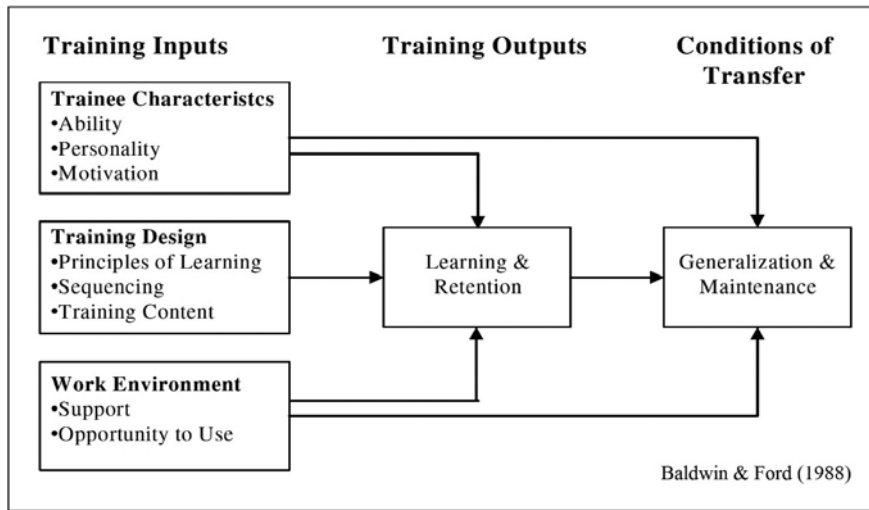 Training Inputs
Training Outputs
Conditions of
Transfer
Trainee Characteristcs
•Ability
•Personality
•Motivation
Training Design
•Principles of Learning
•Sequencing
•Training Content
Learning &
Retention
Generalization &
Maintenance
Work Environment
•Support
•Opportunity to Use
Baldwin & Ford (1988)